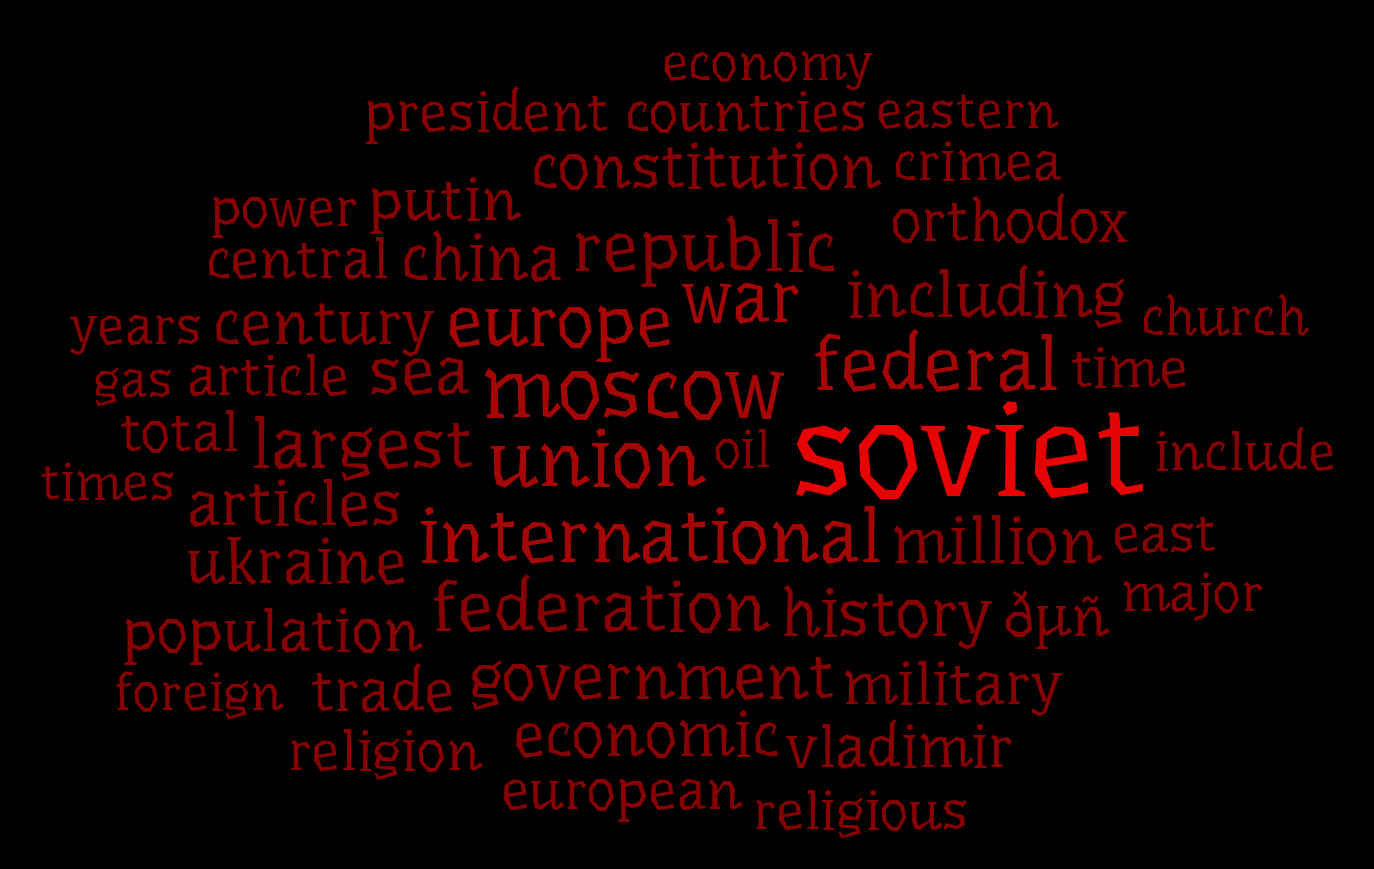 economy
president countries eastern
constitution crimea
power putin orthodox
central china republic
war including
years century europe church
gas article sea moscow federal time
total largest union oil soviet include
times articles
ukraine international million east
federation history ðµñ major
population
foreign trade government military
religion economic vladimir
european religious